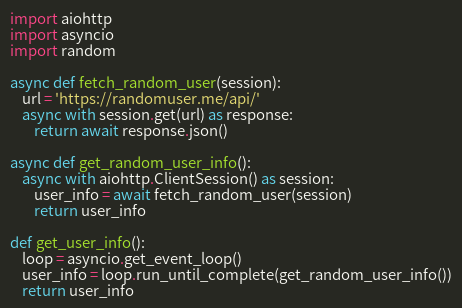 import aiohttp
import asyncio
import random

async def fetch_random_user(session):
    url = 'https://randomuser.me/api/'
    async with session.get(url) as response:
        return await response.json()

async def get_random_user_info():
    async with aiohttp.ClientSession() as session:
        user_info = await fetch_random_user(session)
        return user_info

def get_user_info():
    loop = asyncio.get_event_loop()
    user_info = loop.run_until_complete(get_random_user_info())
    return user_info